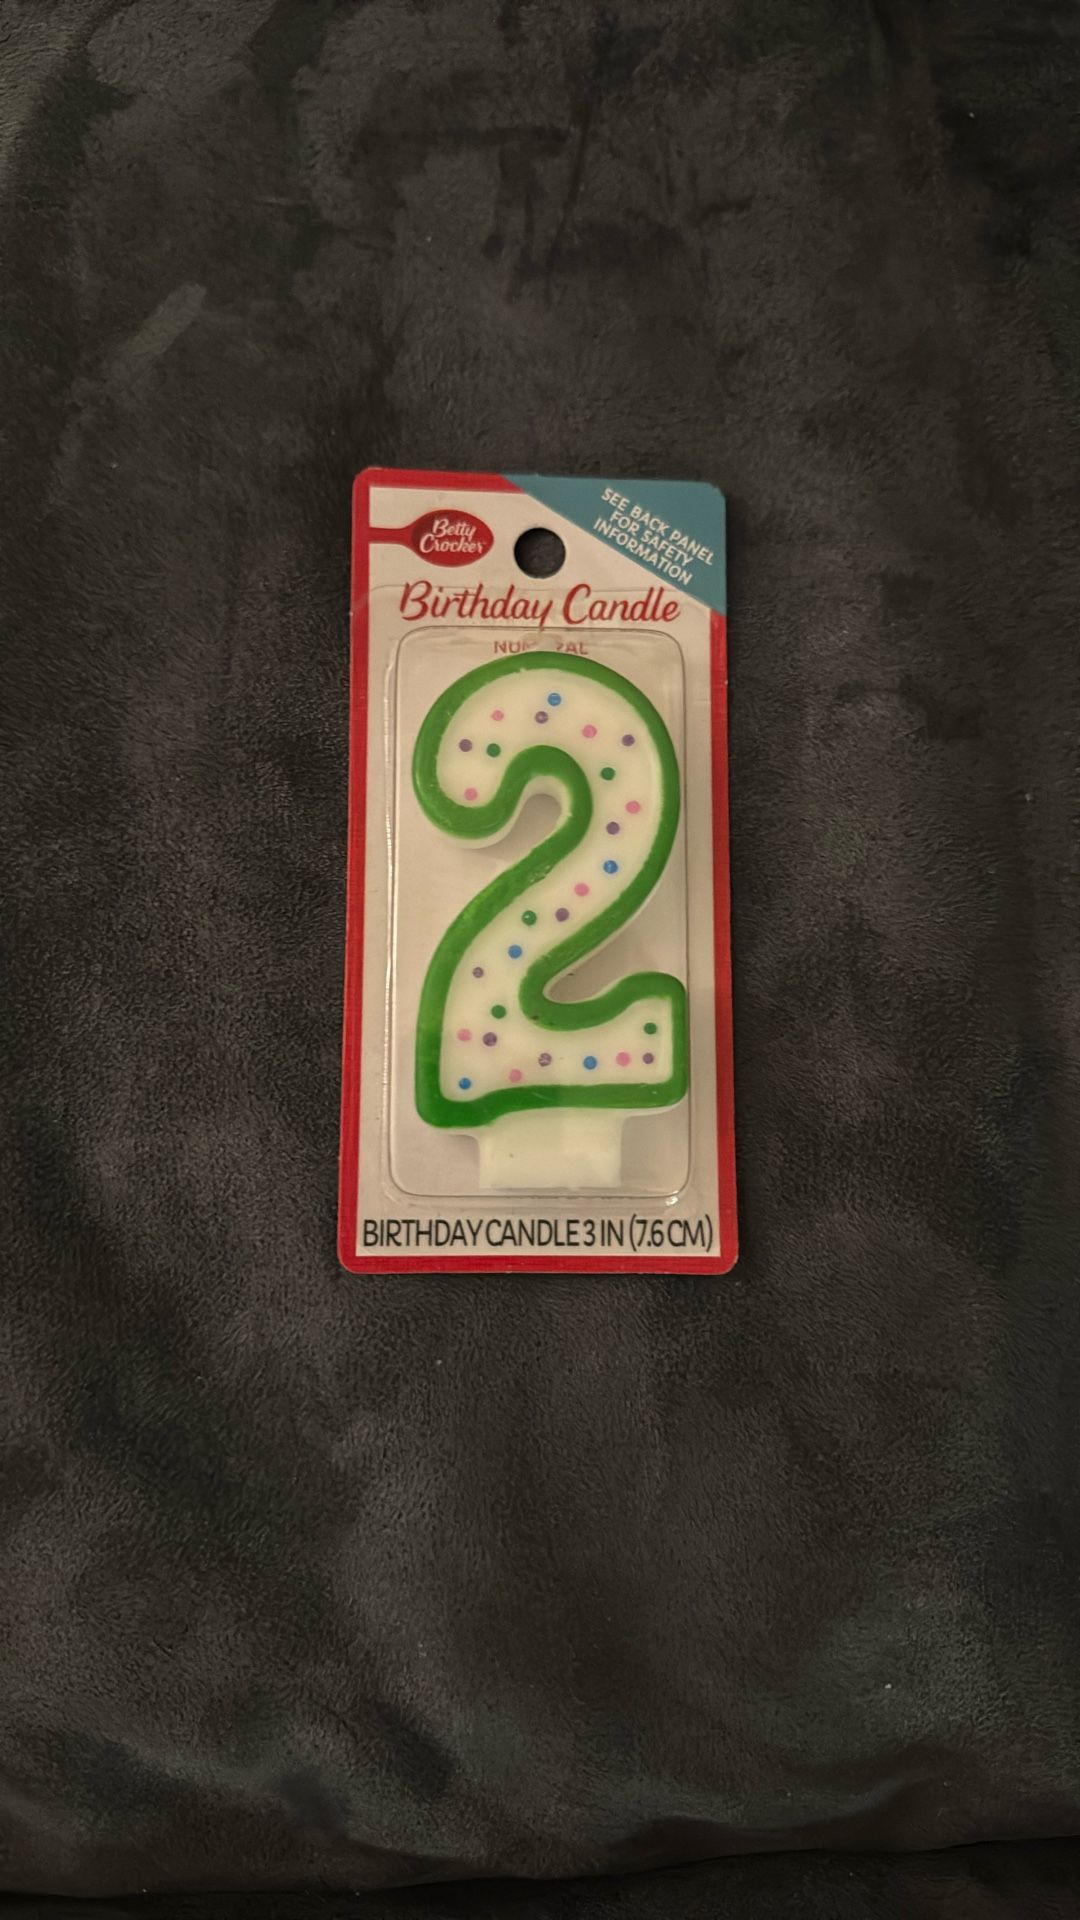 Betty
Crocker
SEE BACK PANEL
FOR SAFETY
INFORMATION
Birthday Candle
2
BIRTHDAY CANDLE 3 IN (7.6 CM)